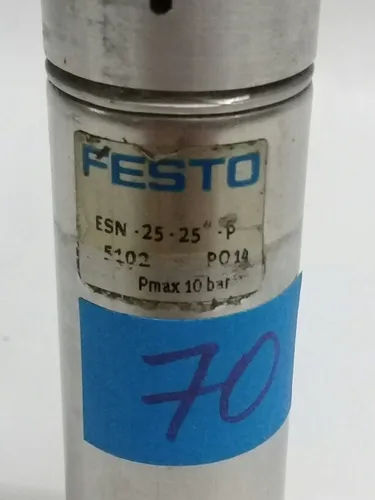 FESTO
ESN-25-25"-P
5102 PO14
Pmax 10 bar
70